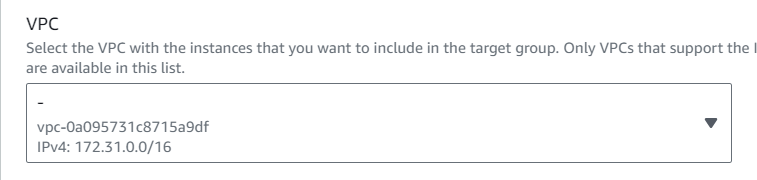 VPC
Select the VPC with the instances that you want to include in the target group. Only VPCs that support the I
are available in this list.
-
vpc-0a095731c8715a9df
IPv4: 172.31.0.0/16